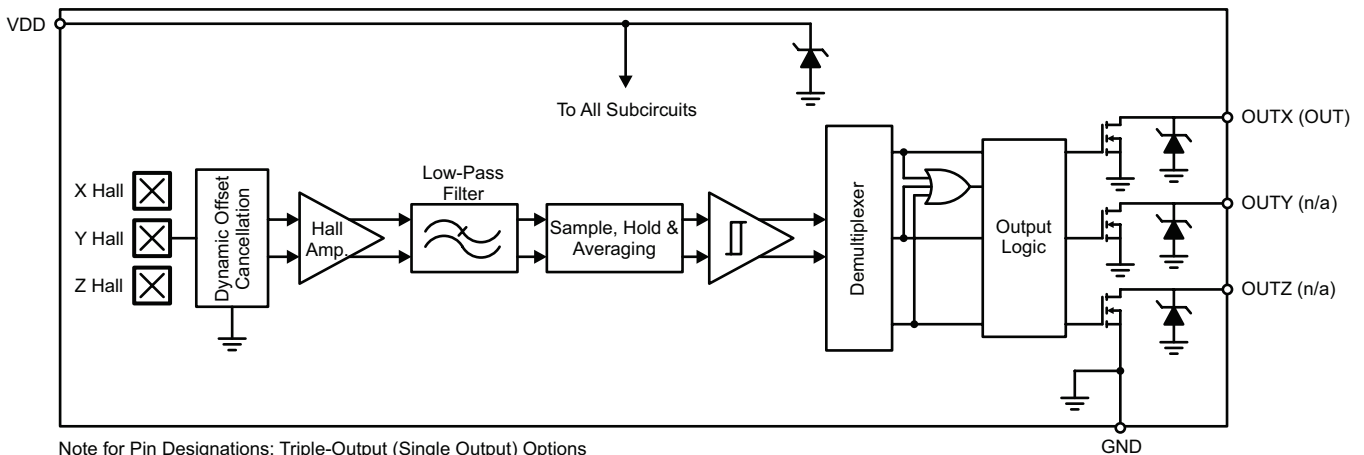 VDD
To All Subcircuits
OUTX (OUT)
X Hall
Y Hall
Z Hall
Dynamic Offset
Cancellation
Hall
Amp.
Low-Pass
Filter
Sample, Hold &
Averaging
Demultiplexer
Output
Logic
OUTY (n/a)
OUTZ (n/a)
GND
Note for Pin Designations: Triple-Output (Single Output) Options